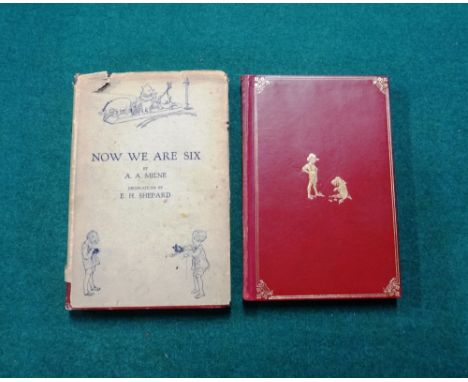 NOW WE ARE SIX
BY
A. A. MILNE
DECORATIONS BY
E. H. SHEPARD